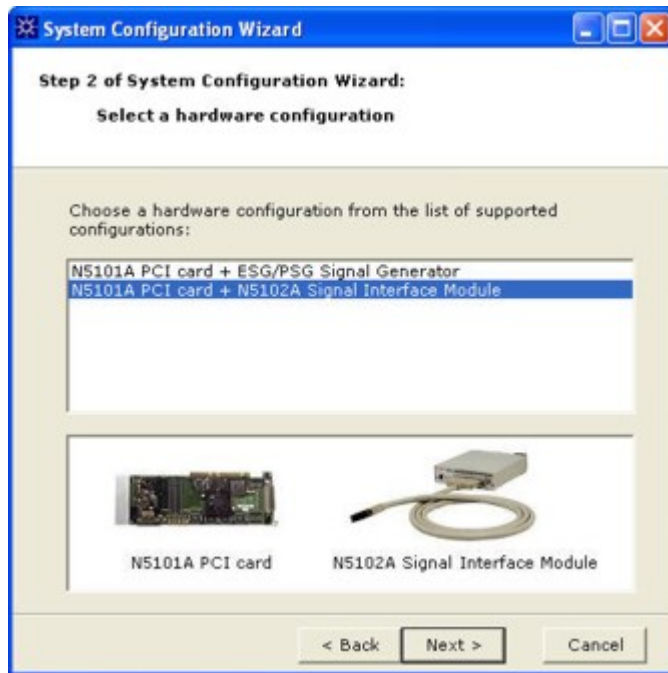 System Configuration Wizard
Step 2 of System Configuration Wizard:
Select a hardware configuration
Choose a hardware configuration from the list of supported
configurations:
N5101A PCI card + ESG/PSG Signal Generator
N5101A PCI card + N5102A Signal Interface Module
N5101A PCI card
N5102A Signal Interface Module
< Back
Next >
Cancel